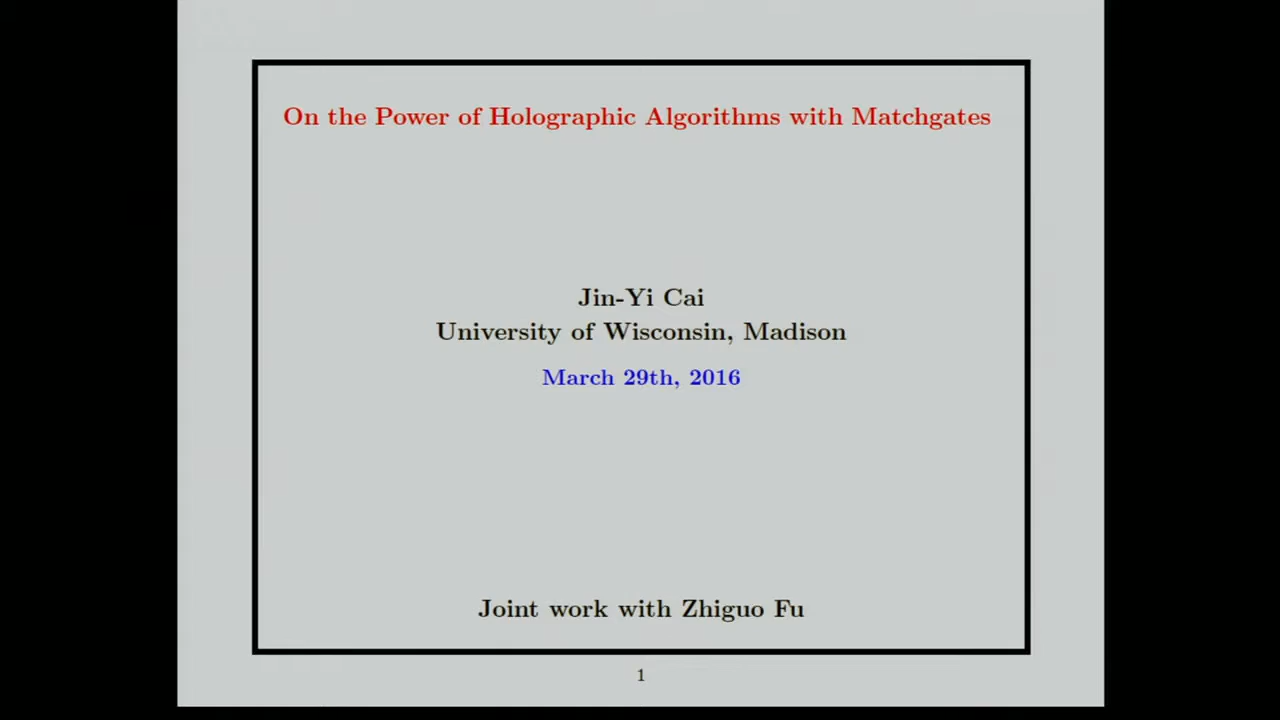 On the Power of Holographic Algorithms with Matchgates
Jin-Yi Cai
University of Wisconsin, Madison
March 29th, 2016
Joint work with Zhiguo Fu
1